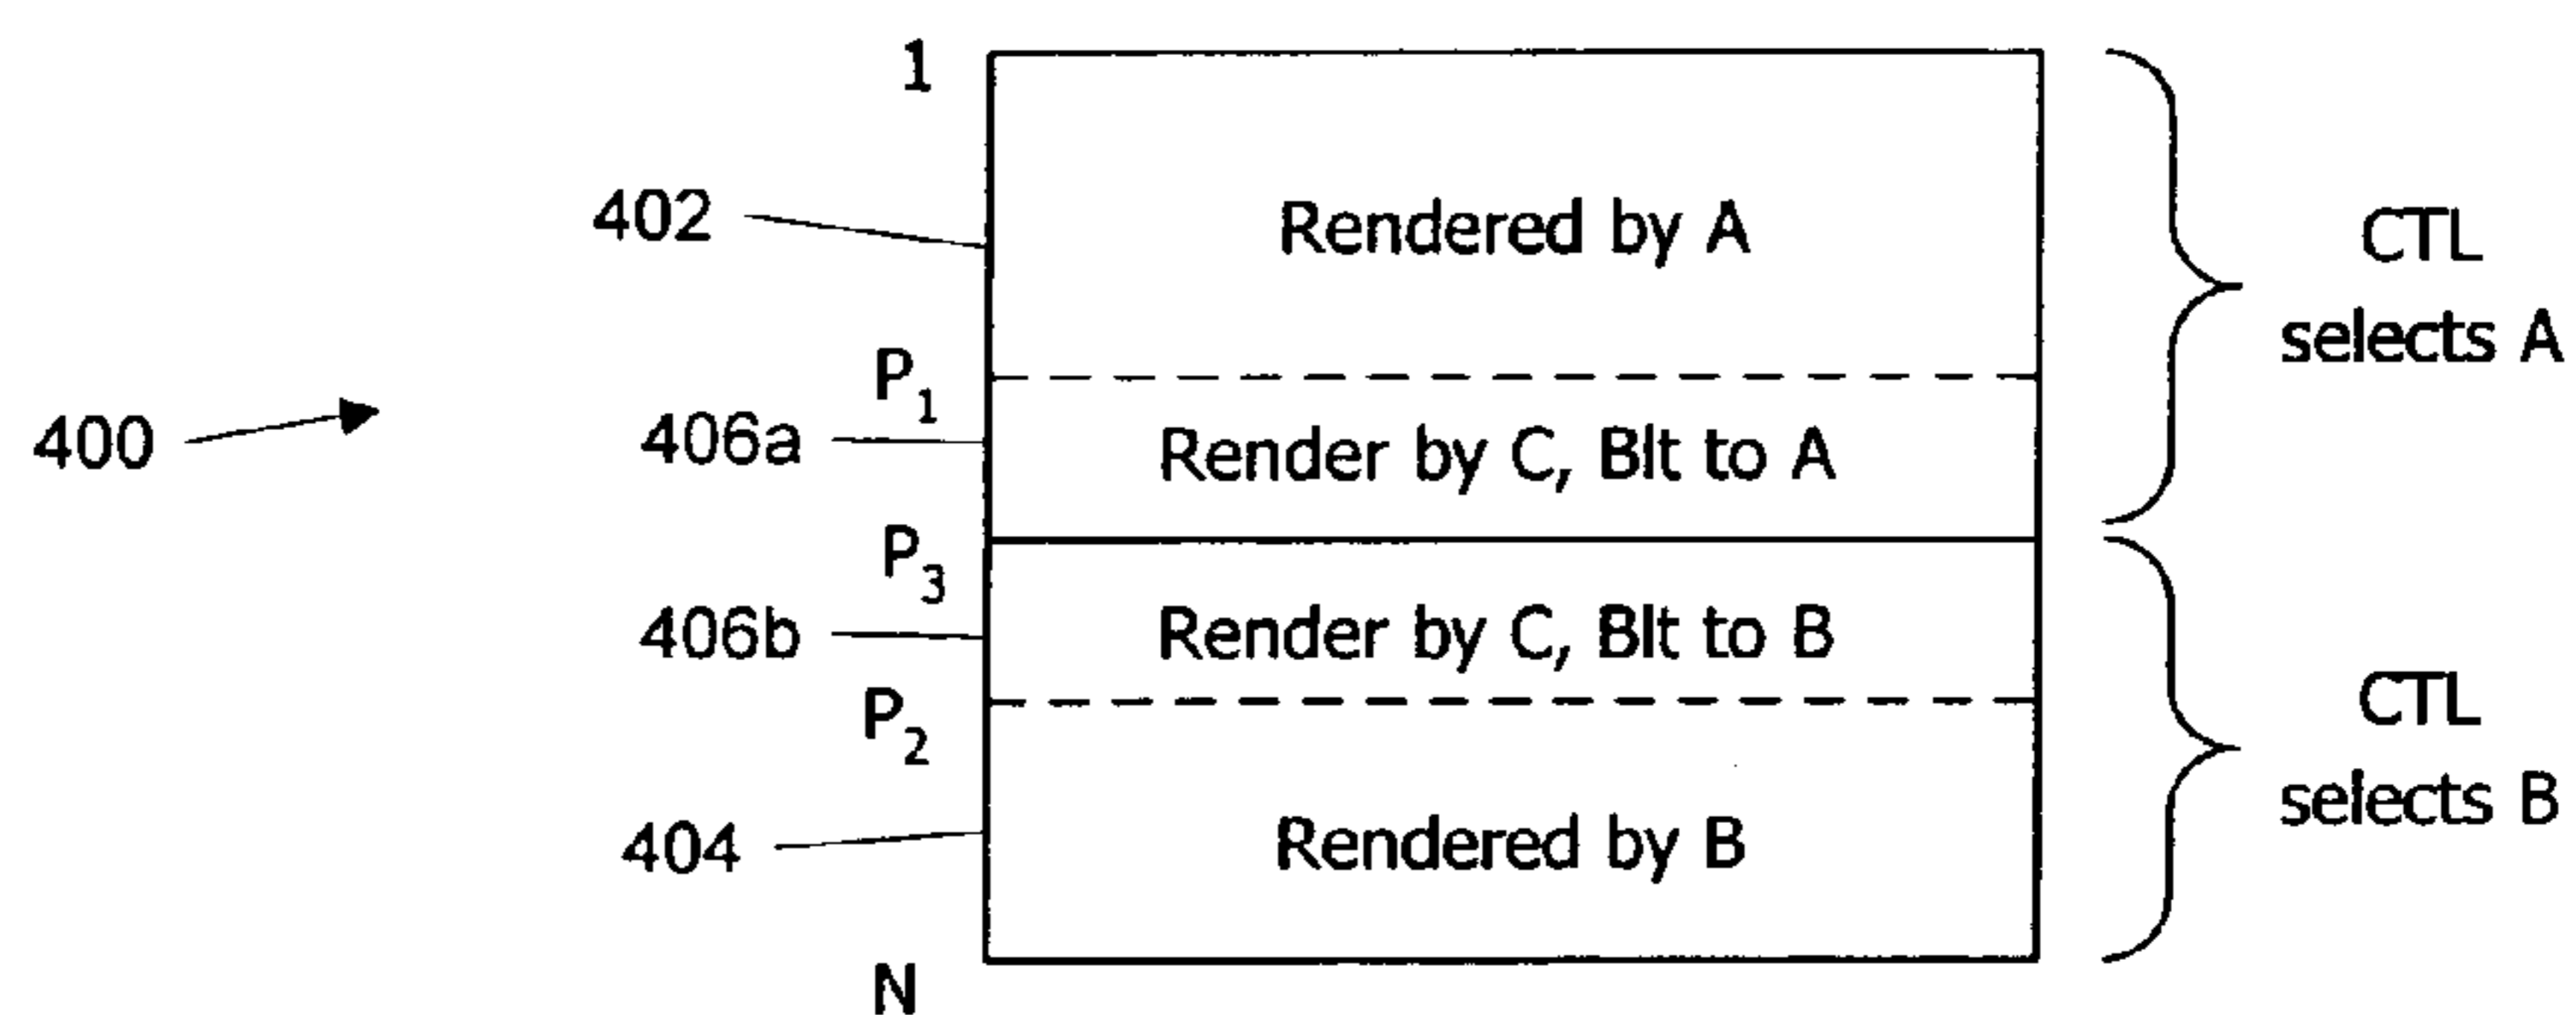 1
402
Rendered by A
CTL
selects A
P1
400
406a
Render by C, Blt to A
P3
406b
Render by C, Blt to B
P2
CTL
selects B
404
Rendered by B
N